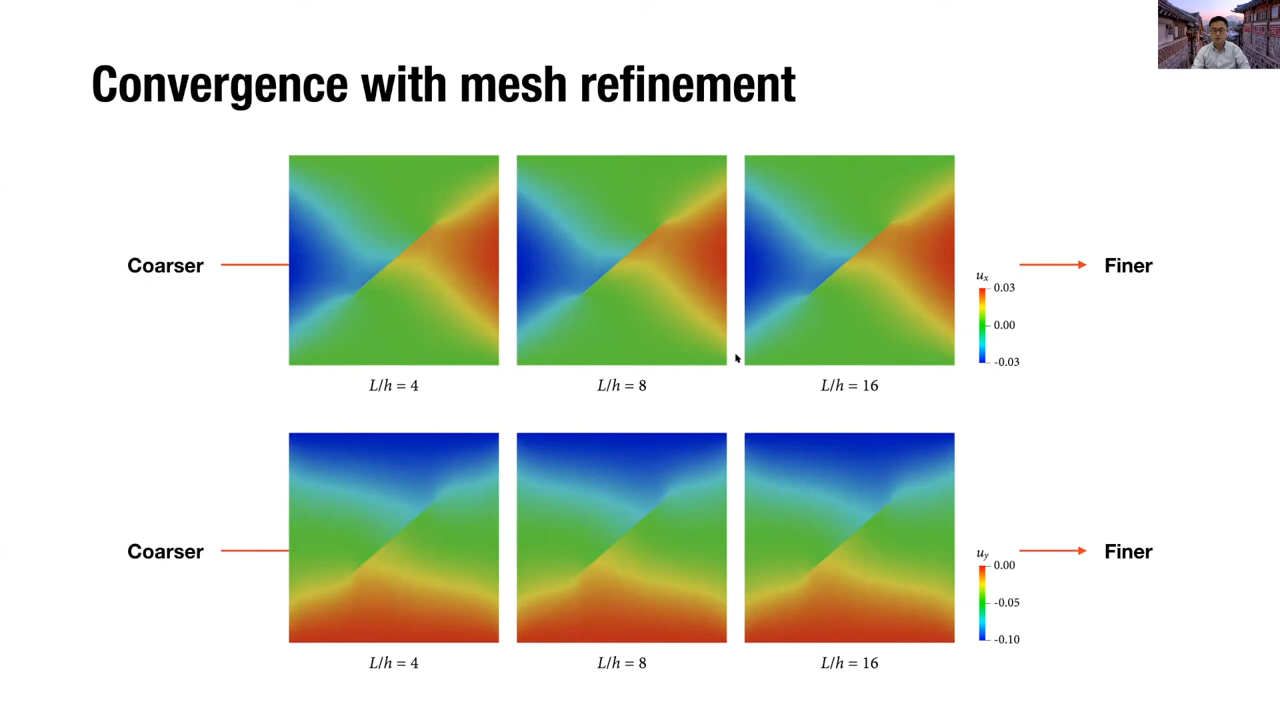 Convergence with mesh refinement
Coarser
Finer
u_x
0.03
0.00
-0.03
L/h = 4
L/h = 8
L/h = 16
Coarser
Finer
u_y
0.00
-0.05
-0.10
L/h = 4
L/h = 8
L/h = 16